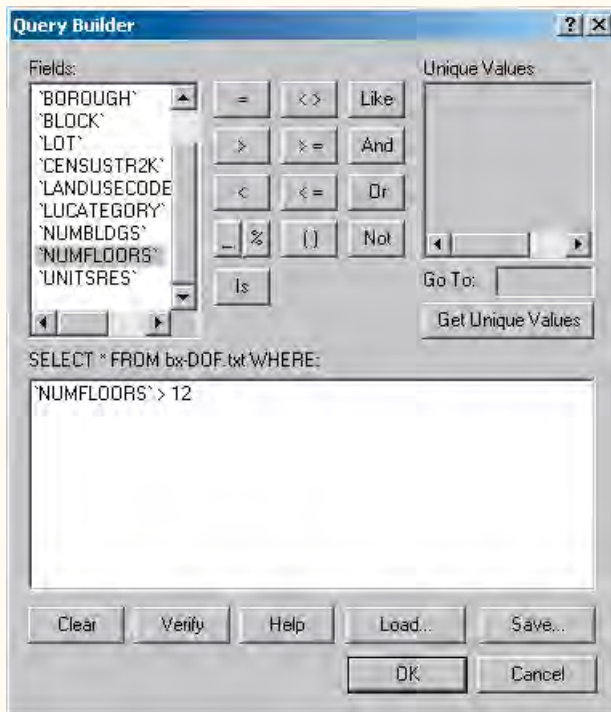 Query Builder
Fields:
Unique Values
`BOROUGH`
`BLOCK`
`LOT`
`CENSUSTR2K`
`LANDUSECODE
`LUCATEGORY`
`NUMBLDGS`
`NUMFLOORS`
`UNITSRES`
= <> Like
> >= And
< <= Or
_ % () Not
Is
Go To:
Get Unique Values
SELECT * FROM bx-DOF.txt WHERE:
`NUMFLOORS` > 12
Clear Verify Help Load... Save...
OK Cancel